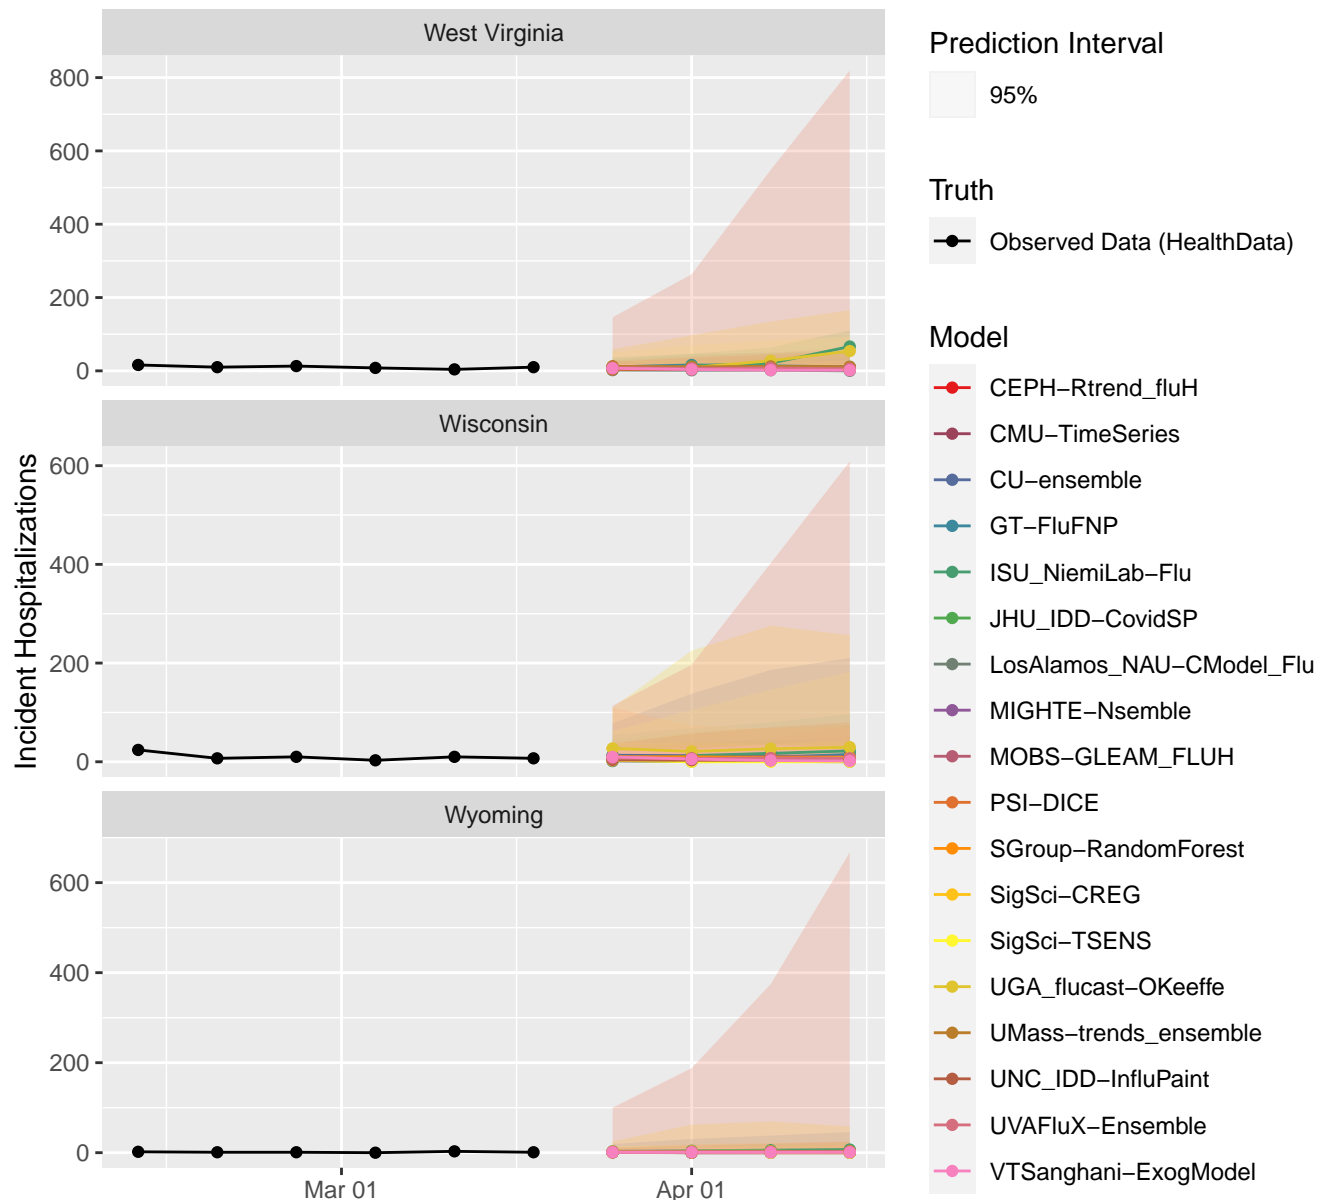 West Virginia
800
600
400
200
0
Wisconsin
600
400
200
0
Wyoming
600
400
200
0
Mar 01
Apr 01
Incident Hospitalizations
Prediction Interval
95%
Truth
Observed Data (HealthData)
Model
CEPH−Rtrend_fluH
CMU−TimeSeries
CU−ensemble
GT−FluFNP
ISU_NiemiLab−Flu
JHU_IDD−CovidSP
LosAlamos_NAU−CModel_Flu
MIGHTE−Nsemble
MOBS−GLEAM_FLUH
PSI−DICE
SGroup−RandomForest
SigSci−CREG
SigSci−TSENS
UGA_flucast−OKeeffe
UMass−trends_ensemble
UNC_IDD−InfluPaint
UVAFluX−Ensemble
VTSanghani−ExogModel